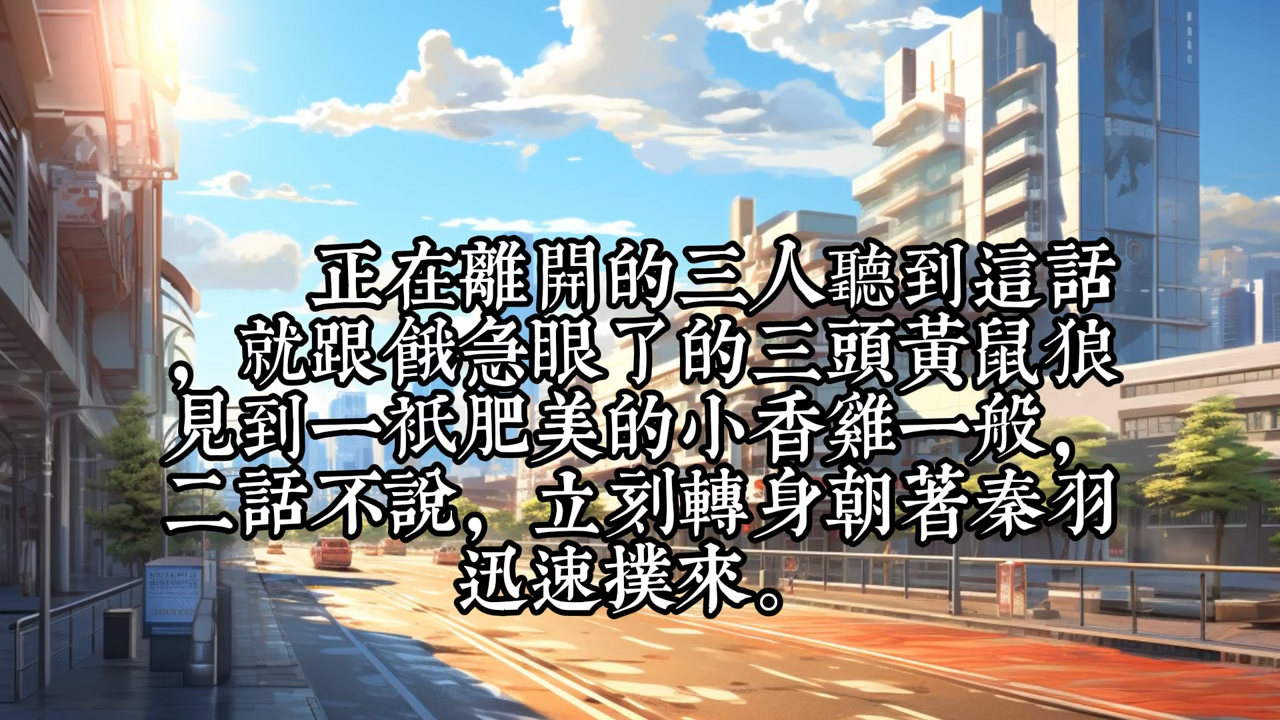 正在離開的三人聽到這話
，就跟餓急眼了的三頭黃鼠狼
見到一衹肥美的小香雞一般，
二話不說，立刻轉身朝著秦羽
迅速撲來。